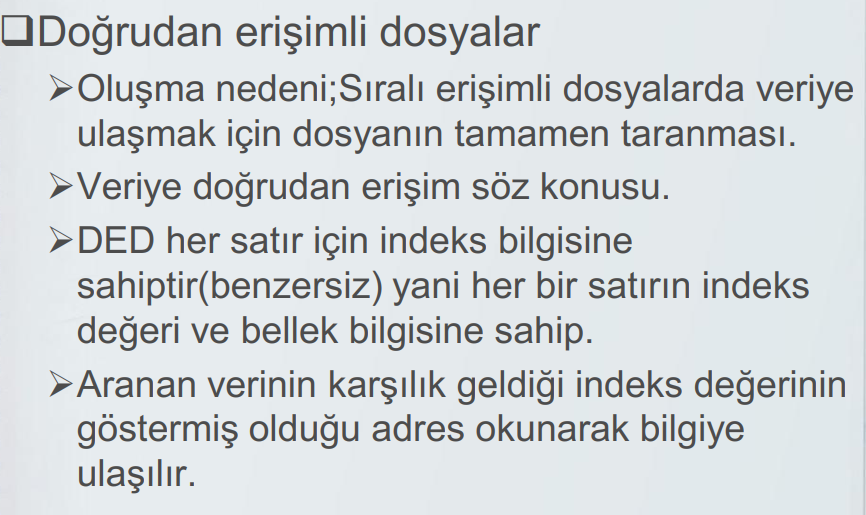 ❑Doğrudan erişimli dosyalar
➢Oluşma nedeni;Sıralı erişimli dosyalarda veriye
ulaşmak için dosyanın tamamen taranması.
➢Veriye doğrudan erişim söz konusu.
➢DED her satır için indeks bilgisine
sahiptir(benzersiz) yani her bir satırın indeks
değeri ve bellek bilgisine sahip.
➢Aranan verinin karşılık geldiği indeks değerinin
göstermiş olduğu adres okunarak bilgiye
ulaşılır.